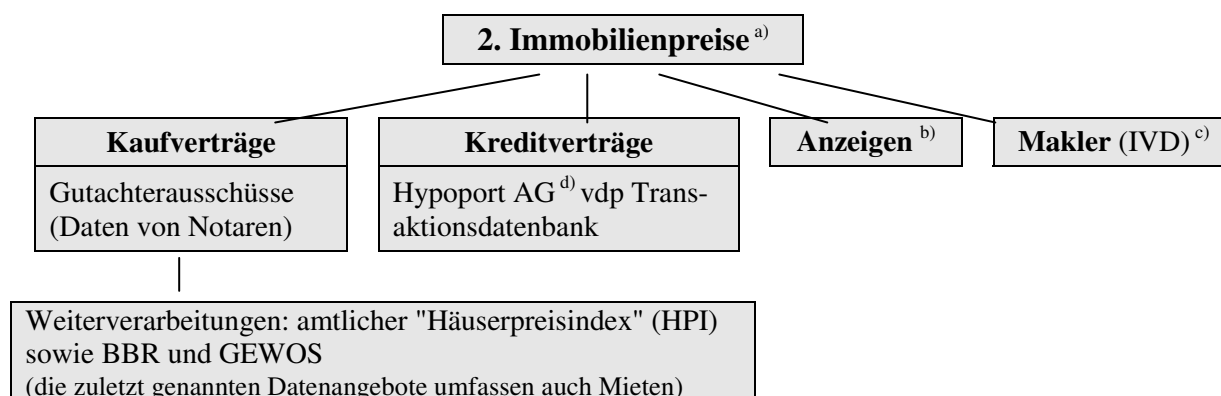 2. Immobilienpreise a)
Kaufverträge
Gutachterausschüsse
(Daten von Notaren)
Kreditverträge
Hypoport AG d) vdp Trans-
aktionsdatenbank
Anzeigen b)
Makler (IVD) c)
Weiterverarbeitungen: amtlicher "Häuserpreisindex" (HPI)
sowie BBR und GEWOS
(die zuletzt genannten Datenangebote umfassen auch Mieten)